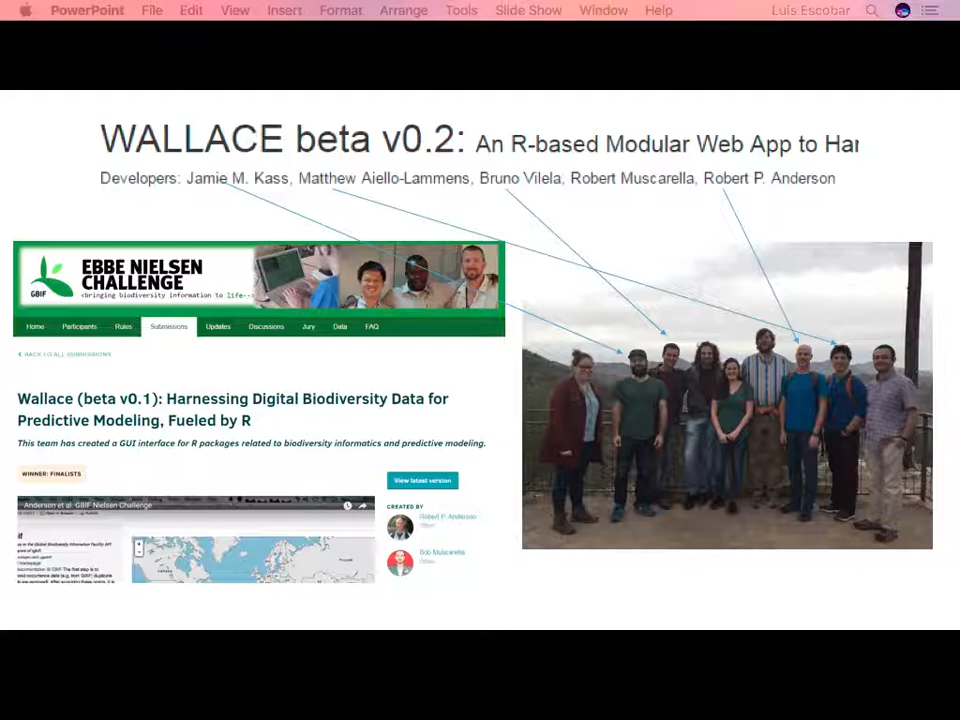 PowerPoint File Edit View Insert Format Arrange Tools Slide Show Window Help Luis Escobar
WALLACE beta v0.2: An R-based Modular Web App to Har
Developers: Jamie M. Kass, Matthew Aiello-Lammens, Bruno Vilela, Robert Muscarella, Robert P. Anderson
GBIF
EBBE NIELSEN
CHALLENGE
<bringing biodiversity information to life-->
Home Participants Rules Submissions Updates Discussions Jury Data FAQ
BACK TO ALL SUBMISSIONS
Wallace (beta v0.1): Harnessing Digital Biodiversity Data for
Predictive Modeling, Fueled by R
This team has created a GUI interface for R packages related to biodiversity informatics and predictive modeling.
WINNER: FINALISTS
View latest version
Anderson et al. GBIF Nielsen Challenge
CREATED BY
Robert P. Anderson
Bob Muscarella